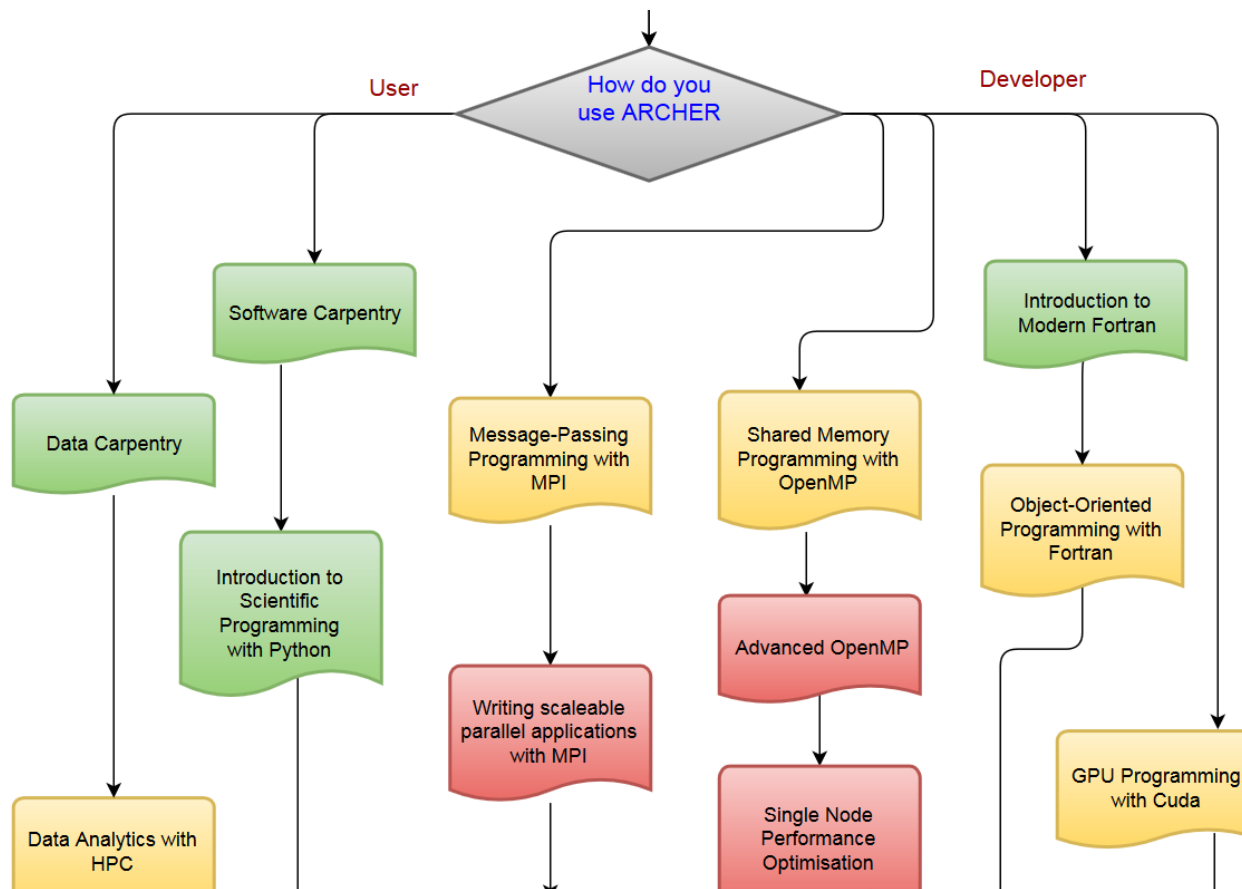 How do you
use ARCHER
User
Developer
Software Carpentry
Introduction to
Modern Fortran
Data Carpentry
Message-Passing
Programming with
MPI
Shared Memory
Programming with
OpenMP
Object-Oriented
Programming with
Fortran
Introduction to
Scientific
Programming
with Python
Advanced OpenMP
Writing scaleable
parallel applications
with MPI
GPU Programming
with Cuda
Data Analytics with
HPC
Single Node
Performance
Optimisation